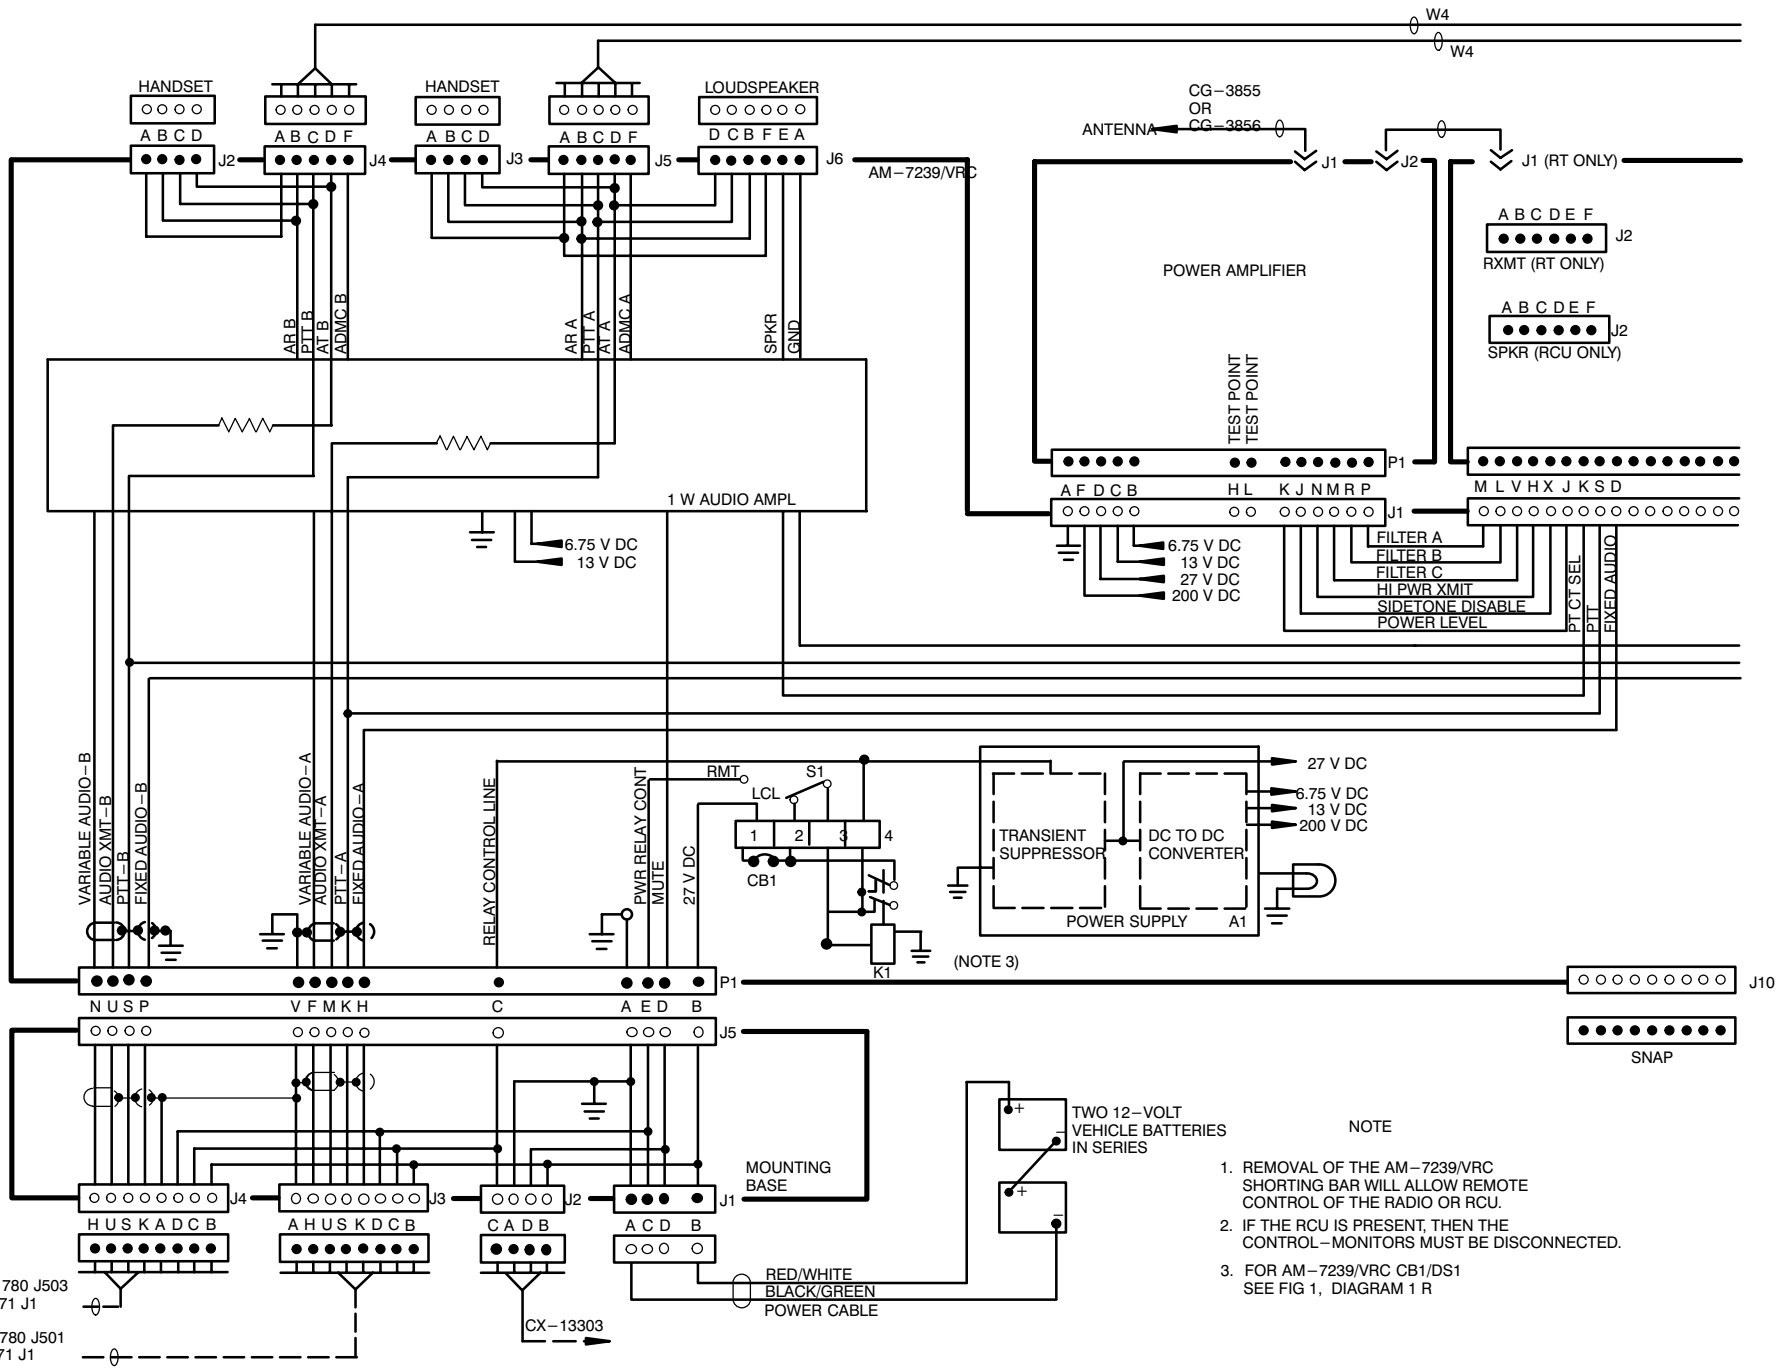 W4
W4
HANDSET
HANDSET
LOUDSPEAKER
CG-3855
OR
CG-3856
ANTENNA
A B C D
A B C D F
A B C D
A B C D F
D C B F E A
J2
J4
J3
J5
J6
AM-7239/VRC
J1
J2
J1 (RT ONLY)
A B C D E F
J2
RXMT (RT ONLY)
POWER AMPLIFIER
A B C D E F
J2
SPKR (RCU ONLY)
AR B
PTT B
AT B
ADMC B
AR A
PTT A
AT A
ADMC A
SPKR
GND
TEST POINT
TEST POINT
P1
1 W AUDIO AMPL
A F D C B
H L
K J N M R P
M L V H X J K S D
J1
6.75 V DC
13 V DC
6.75 V DC
13 V DC
27 V DC
200 V DC
FILTER A
FILTER B
FILTER C
HI PWR XMIT
SIDETONE DISABLE
POWER LEVEL
PT CT SEL
PTT
FIXED AUDIO
VARIABLE AUDIO-B
AUDIO XMT-B
PTT-B
FIXED AUDIO-B
VARIABLE AUDIO-A
AUDIO XMT-A
PTT-A
FIXED AUDIO-A
RELAY CONTROL LINE
PWR RELAY CONT
MUTE
27 V DC
RMT
S1
LCL
1 2 3 4
CB1
K1
TRANSIENT
SUPPRESSOR
DC TO DC
CONVERTER
POWER SUPPLY
A1
27 V DC
6.75 V DC
13 V DC
200 V DC
(NOTE 3)
P1
J10
N U S P
V F M K H
C
A E D
B
J5
SNAP
MOUNTING
BASE
+
-
TWO 12-VOLT
VEHICLE BATTERIES
IN SERIES
+
-
J4
J3
J2
J1
H U S K A D C B
A H U S K D C B
C A D B
A C D
B
RED/WHITE
BLACK/GREEN
POWER CABLE
CX-13303
780 J503
71 J1
780 J501
71 J1
NOTE
1. REMOVAL OF THE AM-7239/VRC
SHORTING BAR WILL ALLOW REMOTE
CONTROL OF THE RADIO OR RCU.
2. IF THE RCU IS PRESENT, THEN THE
CONTROL-MONITORS MUST BE DISCONNECTED.
3. FOR AM-7239/VRC CB1/DS1
SEE FIG 1, DIAGRAM 1 R